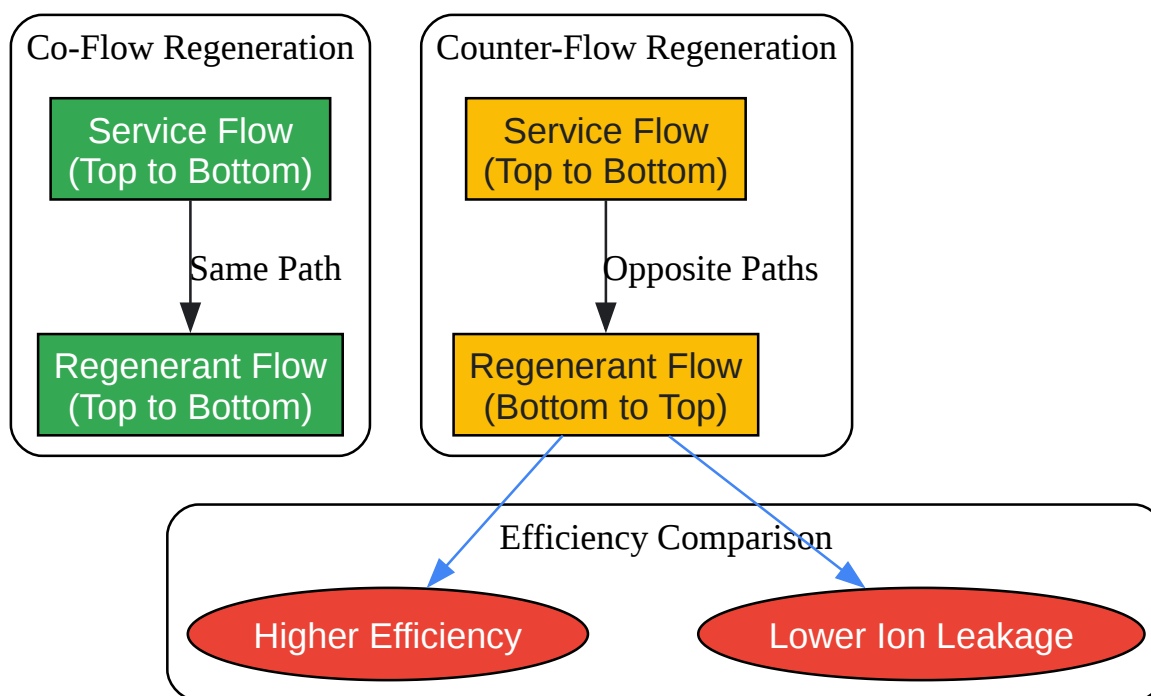 Co-Flow Regeneration
Service Flow
(Top to Bottom)
Same Path
Regenerant Flow
(Top to Bottom)
Counter-Flow Regeneration
Service Flow
(Top to Bottom)
Opposite Paths
Regenerant Flow
(Bottom to Top)
Efficiency Comparison
Higher Efficiency
Lower Ion Leakage